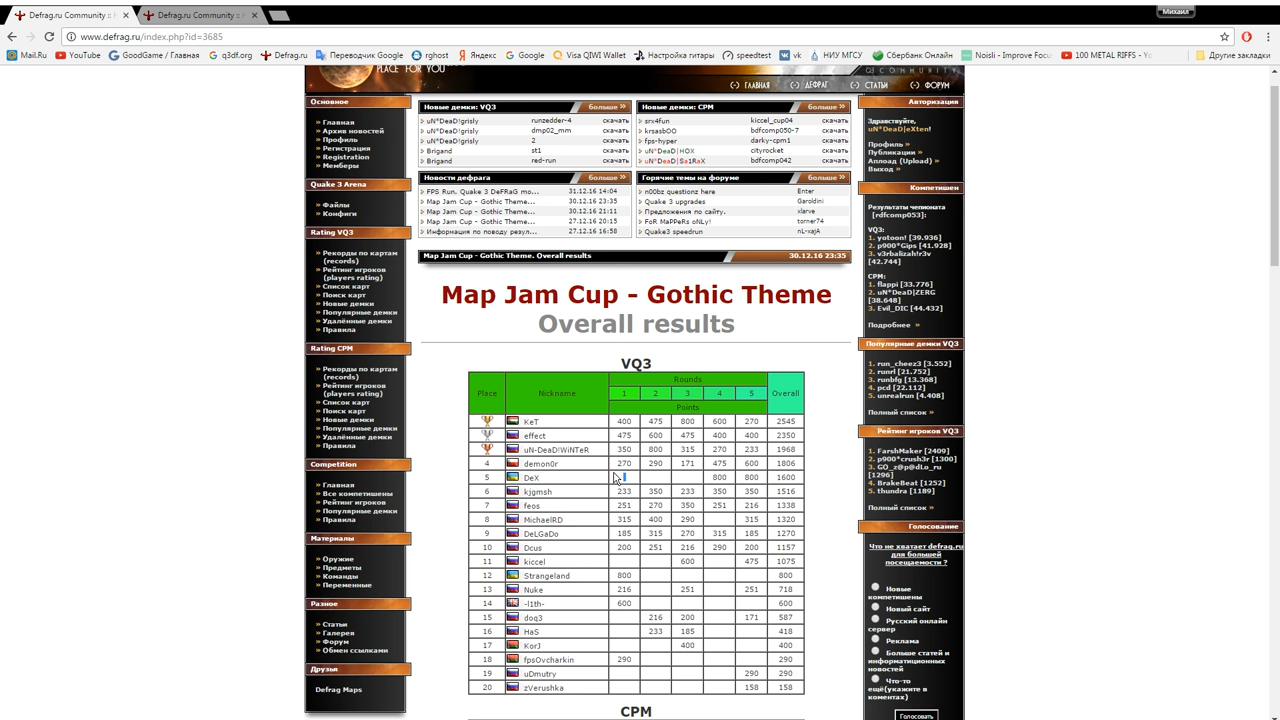 Defrag.ru Community :: Н
Defrag.ru Community :: Н
Михаил
www.defrag.ru/index.php?id=3685
Mail.Ru
YouTube
GoodGame / Главная
q3df.org
Defrag.ru
Переводчик Google
rghost
Яндекс
Google
Visa QIWI Wallet
Настройка гитары
speedtest
vk
НИУ МГСУ
Сбербанк Онлайн
Noisli - Improve Focu
100 METAL RIFFS - Yo
Другие закладки
PLACE FOR YOU
COMMUNITY
ГЛАВНАЯ ДЕФРАГ СТАТЬИ ФОРУМ
Основное
Главная
Архив новостей
Профиль
Регистрация
Registration
Мемберы
Quake 3 Arena
Файлы
Конфиги
Rating VQ3
Рекорды по картам
(records)
Рейтинг игроков
(players rating)
Список карт
Поиск карт
Новые демки
Популярные демки
Удалённые демки
Правила
Rating CPM
Рекорды по картам
(records)
Рейтинг игроков
(players rating)
Список карт
Поиск карт
Новые демки
Популярные демки
Удалённые демки
Правила
Competition
Главная
Все компетишены
Рейтинг игроков
Популярные демки
Правила
Материалы
Оружие
Предметы
Команды
Переменные
Разное
Статьи
Галерея
Форум
Обмен ссылками
Друзья
Defrag Maps
Новые демки: VQ3 больше
uN*DeaD!grisly runzedder-4 скачать
uN*DeaD!grisly dmp02_mm скачать
uN*DeaD!grisly 2 скачать
Brigand st1 скачать
Brigand red-run скачать
Новые демки: CPM больше
srx4fun kiccel_cup04 скачать
krsasbOO bdfcomp050-7 скачать
fps-hyper darky-cpm1 скачать
uN*DeaD|HOX cityrocket скачать
uN*DeaD|Sa1RaX bdfcomp042 скачать
Новости дефрага больше
FPS Run. Quake 3 DeFRaG mo... 31.12.16 14:04
Map Jam Cup - Gothic Theme... 30.12.16 23:35
Map Jam Cup - Gothic Theme... 30.12.16 21:11
Map Jam Cup - Gothic Theme... 27.12.16 20:15
Информация по поводу резул... 27.12.16 16:58
Горячие темы на форуме больше
n00bz questionz here Enter
Quake 3 upgrades Garoldini
Предложения по сайту. xlarve
FoR MaPPeRs oNLy! torner74
Quake3 speedrun nL-xajA
Map Jam Cup - Gothic Theme. Overall results 30.12.16 23:35
Map Jam Cup - Gothic Theme
Overall results
VQ3
Place Nickname Rounds Overall
1 2 3 4 5
Points
KeT 400 475 800 600 270 2545
effect 475 600 475 400 400 2350
uN-DeaD!WiNTeR 350 800 315 270 233 1968
4 demon0r 270 290 171 475 600 1806
5 DeX 800 800 1600
6 kjgmsh 233 350 233 350 350 1516
7 feos 251 270 350 251 216 1338
8 MichaelRD 315 400 290 315 1320
9 DeLGaDo 185 315 270 315 185 1270
10 Dcus 200 251 216 290 200 1157
11 kiccel 600 475 1075
12 Strangeland 800 800
13 Nuke 216 251 251 718
14 -l1th- 600 600
15 doq3 216 200 171 587
16 HaS 233 185 418
17 KorJ 400 400
18 fpsOvcharkin 290 290
19 uDmutry 290 290
20 zVerushka 158 158
CPM
Авторизация
Здравствуйте,
uN*DeaD|eXten!
Профиль
Публикации
Аплоад (Upload)
Выход
Компетишен
Результаты чемпионата
[rdfcomp053]:
VQ3:
1. yotoon! [39.936]
2. p900*Gips [41.928]
3. v3rbalizah!r3v
[42.744]
CPM:
1. flappi [33.776]
2. uN*DeaD|ZERG
[38.648]
3. Evil_DIC [44.432]
Подробнее
Популярные демки VQ3
1. run_cheez3 [3.552]
2. runrl [21.752]
3. runbfg [13.368]
4. pcd [22.112]
5. unrealrun [4.408]
Полный список
Рейтинг игроков VQ3
1. FarshMaker [2409]
2. p900*crush3r [1300]
3. GO_z@p@dLo_ru
[1296]
4. BrakeBeat [1252]
5. thundra [1189]
Полный список
Голосование
Что не хватает defrag.ru
для большей
посещаемости ?
Новые
компетишены
Новый сайт
Русский онлайн
сервер
Реклама
Больше статей и
информационных
новостей
Что-то
ещё(укажите в
коментах)
Голосовать